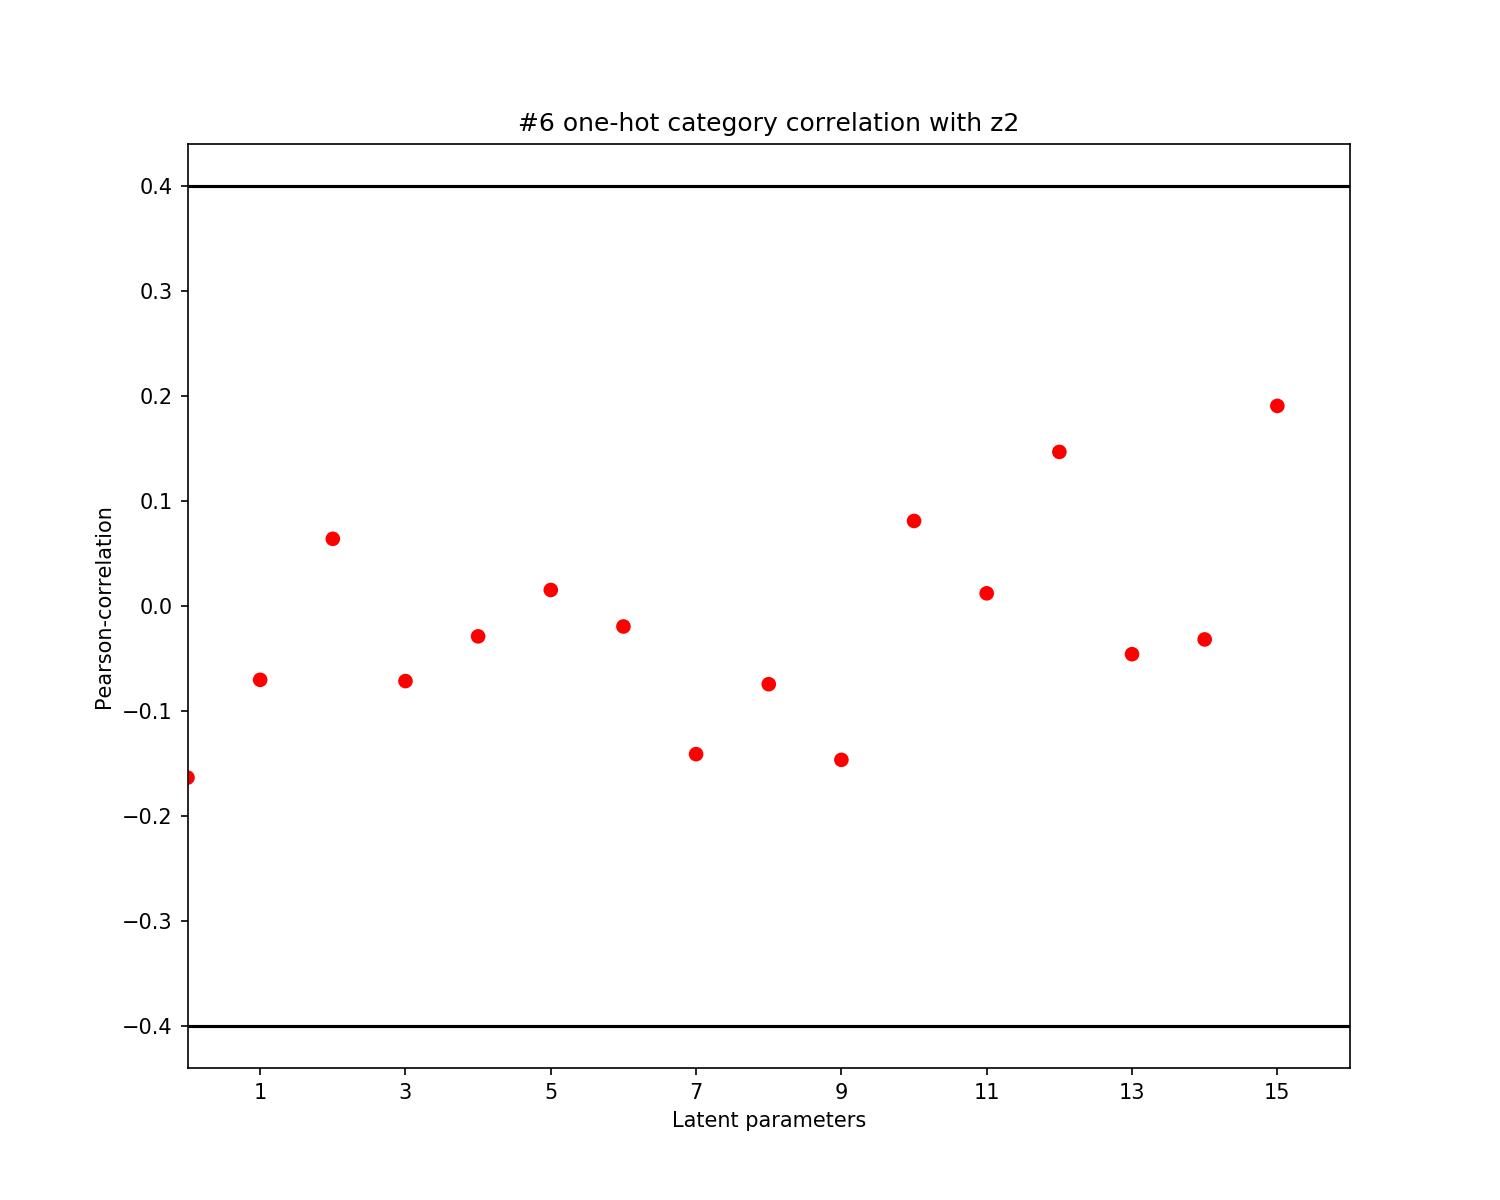 #6 one-hot category correlation with z2
0.4
0.3
0.2
0.1
0.0
−0.1
−0.2
−0.3
−0.4
Pearson-correlation
1 3 5 7 9 11 13 15
Latent parameters